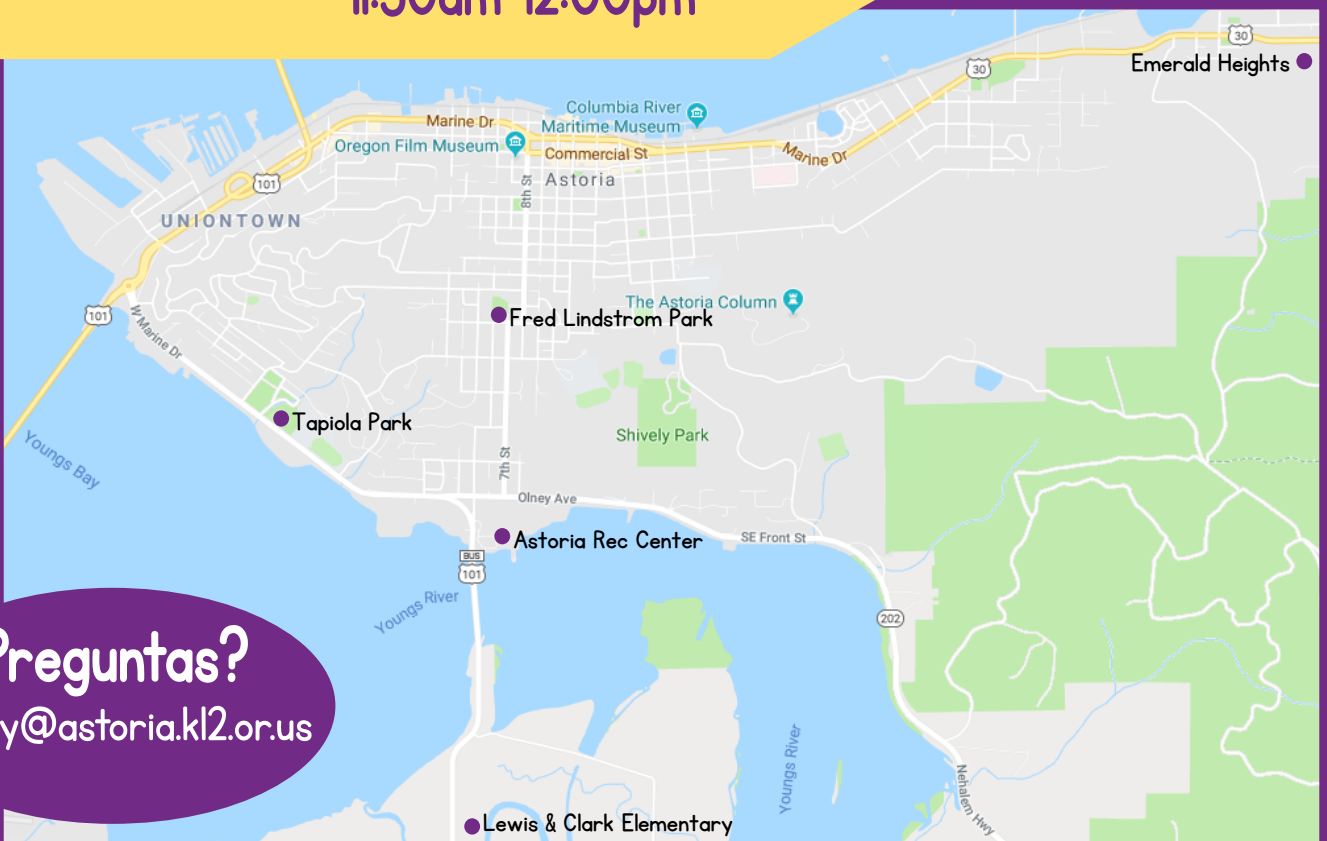 11:30am-12:00pm
30
30
Emerald Heights
Columbia River
Maritime Museum
Marine Dr
Oregon Film Museum
Commercial St
Marine Dr
Astoria
8th St
101
UNIONTOWN
The Astoria Column
101
W Marine Dr
Fred Lindstrom Park
Tapiola Park
Shively Park
Youngs Bay
7th St
Olney Ave
Astoria Rec Center
SE Front St
BUS
101
Youngs River
202
Preguntas?
y@astoria.k12.or.us
Youngs River
Nehalem Hwy
Lewis & Clark Elementary